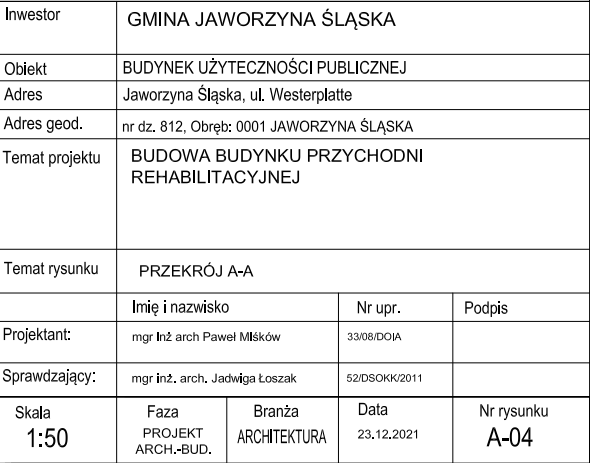 Inwestor GMINA JAWORZYNA ŚLĄSKA
Obiekt BUDYNEK UŻYTECZNOŚCI PUBLICZNEJ
Adres Jaworzyna Śląska, ul. Westerplatte
Adres geod. nr dz. 812, Obręb: 0001 JAWORZYNA ŚLĄSKA
Temat projektu BUDOWA BUDYNKU PRZYCHODNI
REHABILITACYJNEJ
Temat rysunku PRZEKRÓJ A-A
Imię i nazwisko Nr upr. Podpis
Projektant: mgr inż arch Paweł Miśków 33/08/DOIA
Sprawdzający: mgr inż. arch. Jadwiga Łoszak 52/DSOKK/2011
Skala Faza Branża Data Nr rysunku
1:50 PROJEKT ARCHITEKTURA 23.12.2021 A-04
ARCH.-BUD.